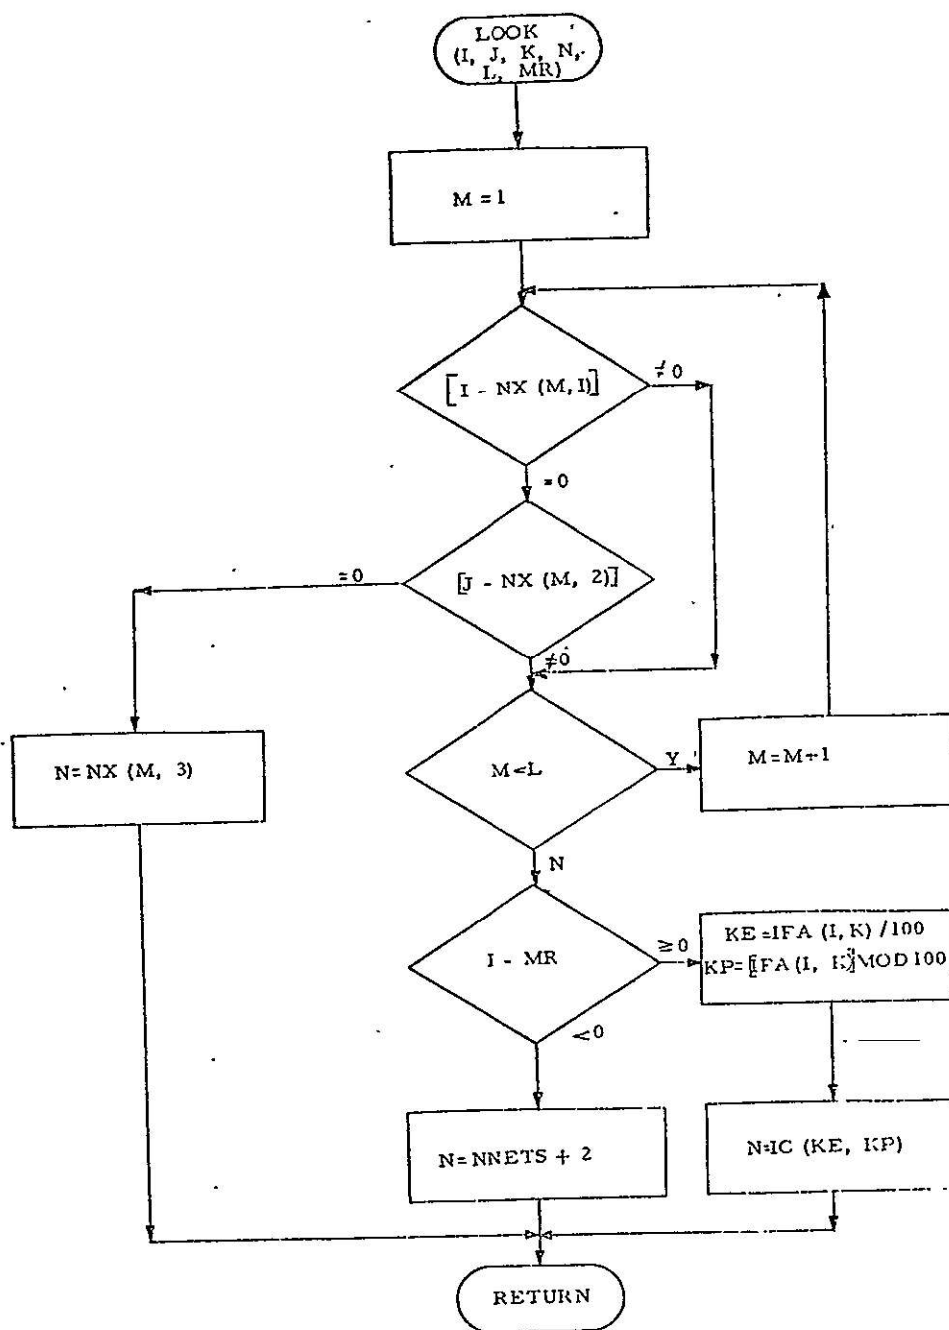 LOOK
(I, J, K, N,
L, MR)
M = 1
[I - NX (M, I)]
≠0
=0
[J - NX (M, 2)]
=0
≠0
N=NX (M, 3)
M<L
Y
M=M+1
N
I - MR
≥0
KE=IFA (I, K) /100
KP=[IFA (I, K)]MOD 100
<0
N=NNETS + 2
N=IC (KE, KP)
RETURN